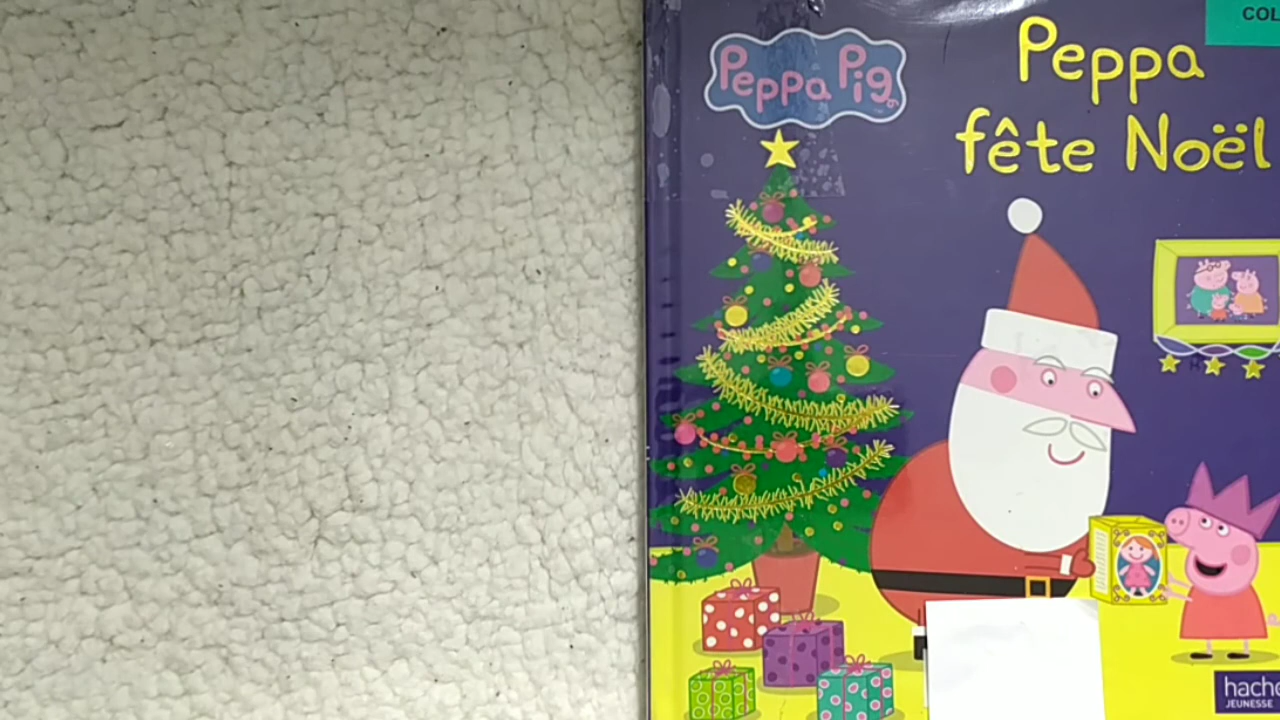 COL
Peppa Pig
Peppa
fête Noël
hache
JEUNESSE